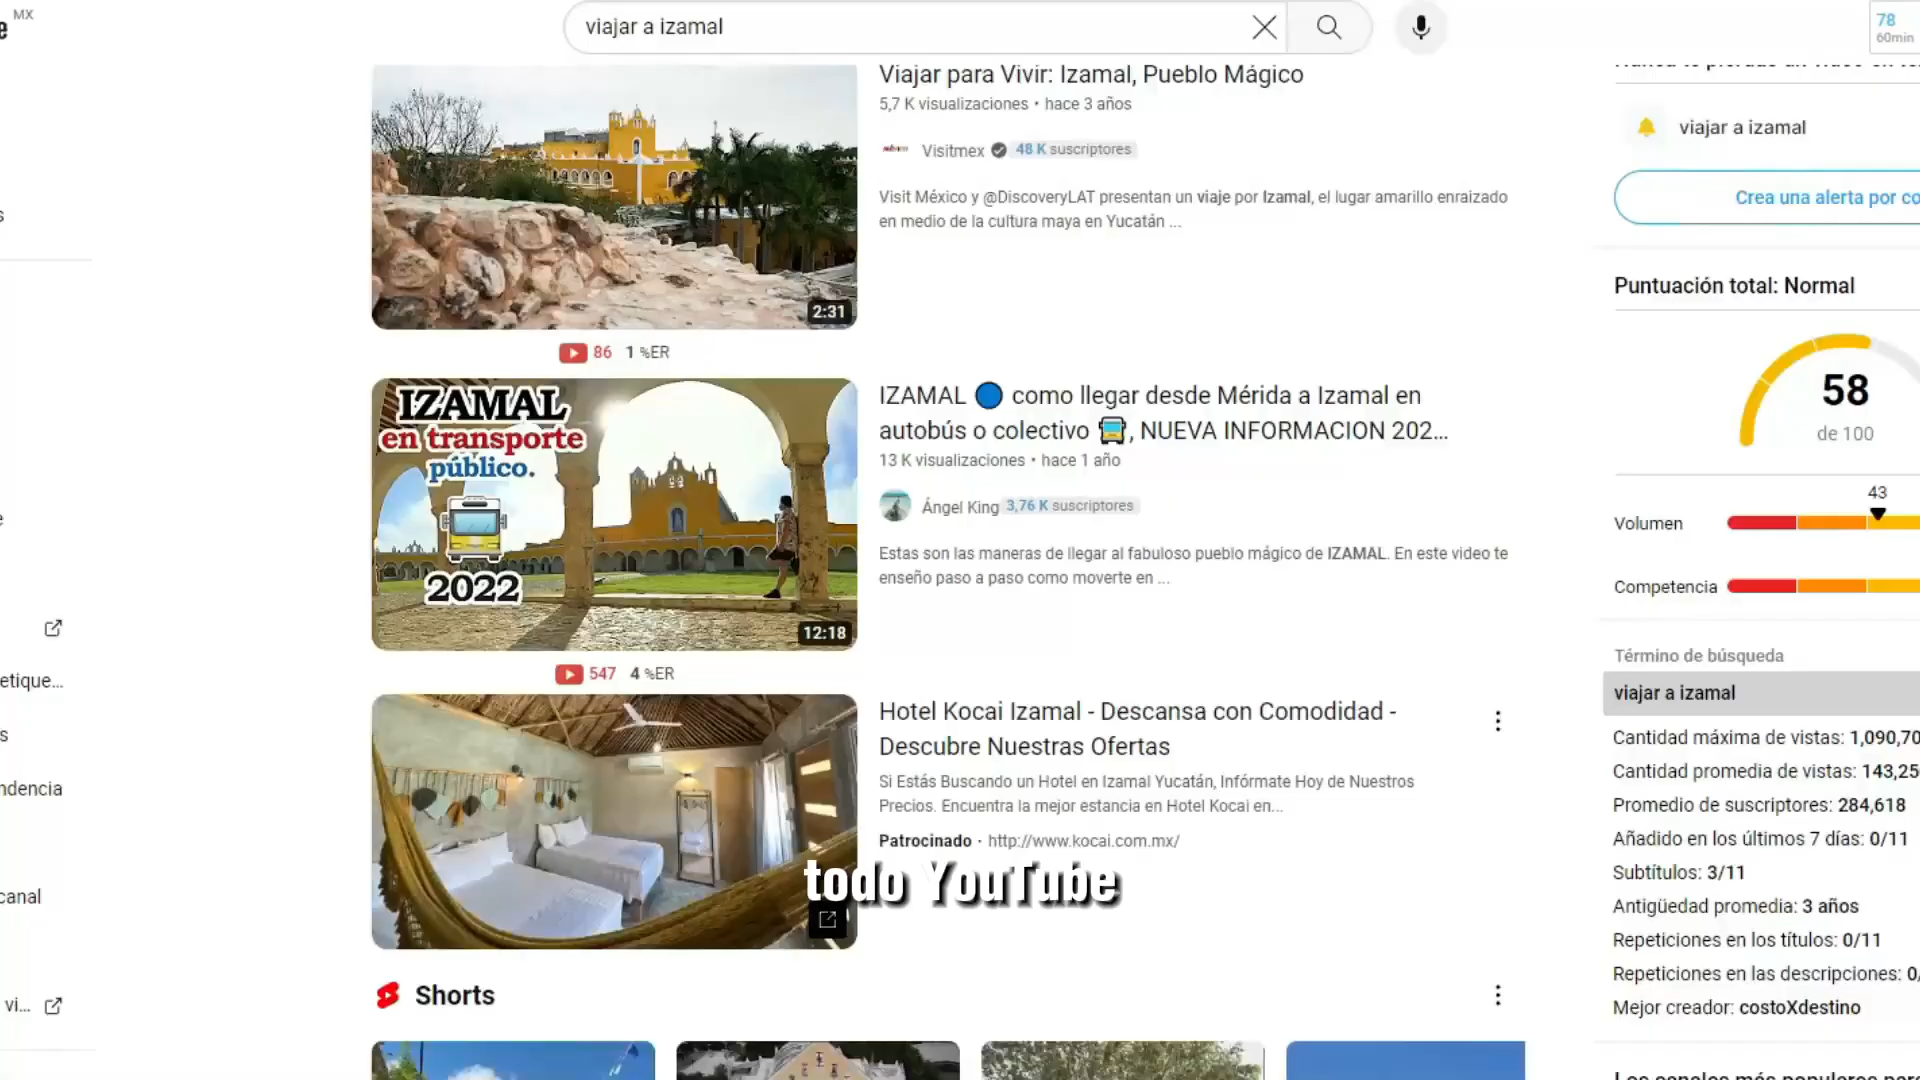 MX
viajar a izamal
78
60min
Viajar para Vivir: Izamal, Pueblo Mágico
5,7 K visualizaciones • hace 3 años
Visitmex 48 K suscriptores
Visit México y @DiscoveryLAT presentan un viaje por Izamal, el lugar amarillo enraizado
en medio de la cultura maya en Yucatán ...
2:31
86 1 %ER
IZAMAL
en transporte
público.
2022
12:18
IZAMAL 🔵 como llegar desde Mérida a Izamal en
autobús o colectivo 🚍, NUEVA INFORMACION 202...
13 K visualizaciones • hace 1 año
Ángel King 3,76 K suscriptores
Estas son las maneras de llegar al fabuloso pueblo mágico de IZAMAL. En este video te
enseño paso a paso como moverte en ...
547 4 %ER
Hotel Kocai Izamal - Descansa con Comodidad -
Descubre Nuestras Ofertas
Si Estás Buscando un Hotel en Izamal Yucatán, Infórmate Hoy de Nuestros
Precios. Encuentra la mejor estancia en Hotel Kocai en...
Patrocinado · http://www.kocai.com.mx/
todo YouTube
Shorts
etique...
ndencia
canal
vi...
viajar a izamal
Crea una alerta por co
Puntuación total: Normal
58
de 100
43
Volumen
Competencia
Término de búsqueda
viajar a izamal
Cantidad máxima de vistas: 1,090,70
Cantidad promedia de vistas: 143,25
Promedio de suscriptores: 284,618
Añadido en los últimos 7 días: 0/11
Subtítulos: 3/11
Antigüedad promedia: 3 años
Repeticiones en los títulos: 0/11
Repeticiones en las descripciones: 0/
Mejor creador: costoXdestino